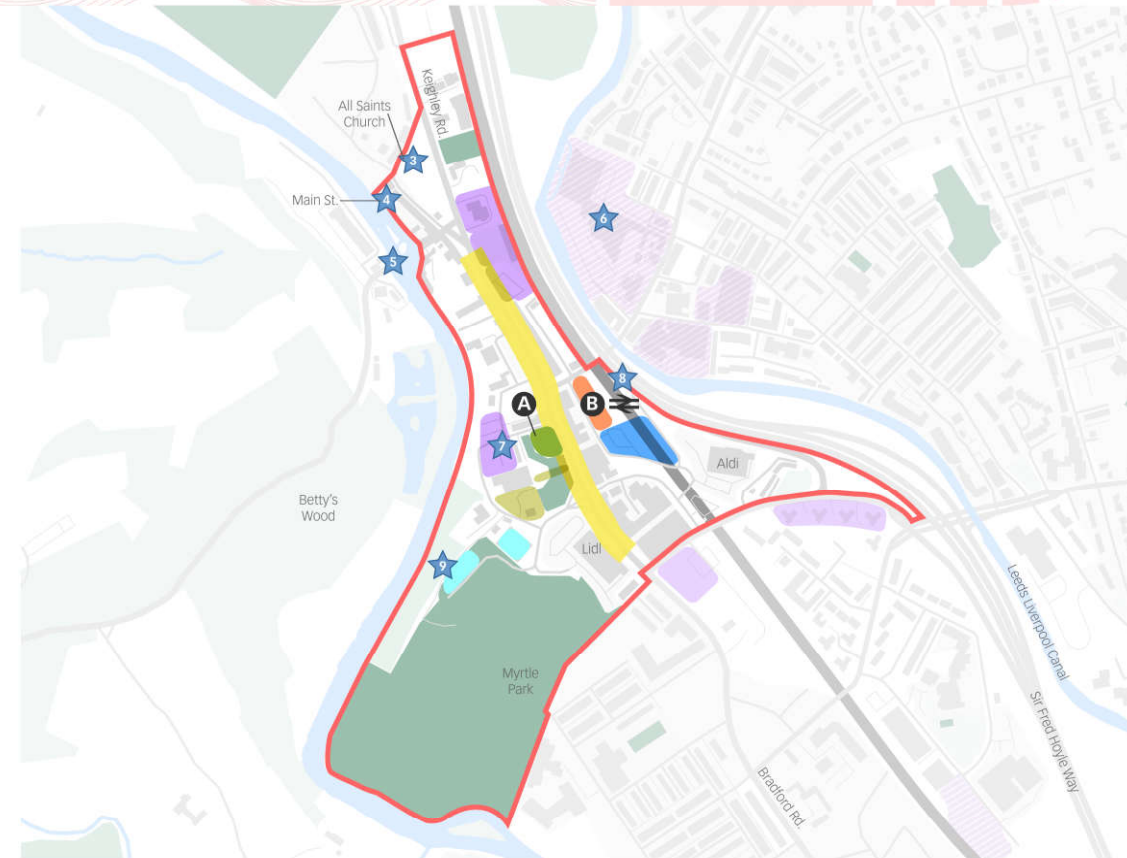 Keighley Rd.
All Saints
Church
3
Main St.
4
5
6
8
A
B
7
Aldi
Betty's
Wood
Lidl
9
Leeds Liverpool Canal
Myrtle
Park
Sir Fred Hoyle Way
Bradford Rd.